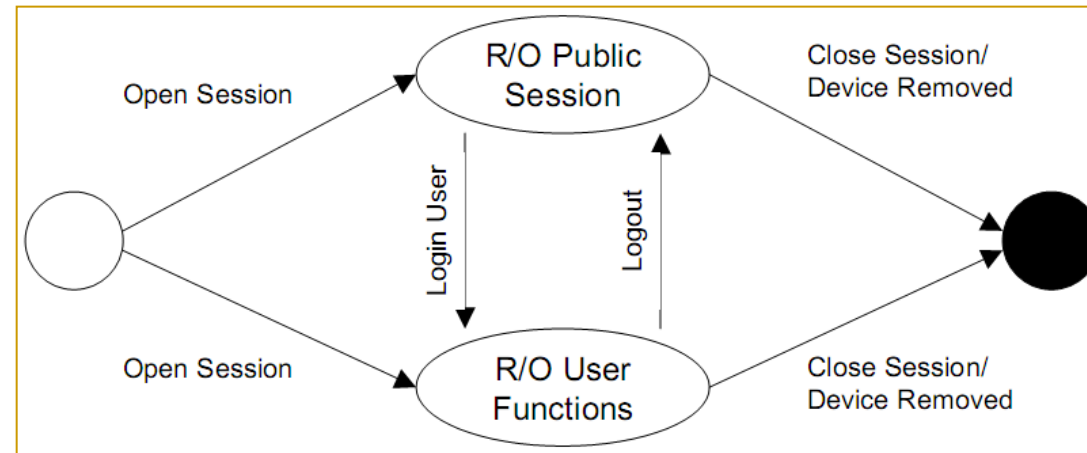 R/O Public
Session
Close Session/
Device Removed
Open Session
Login User
Logout
Open Session
R/O User
Functions
Close Session/
Device Removed